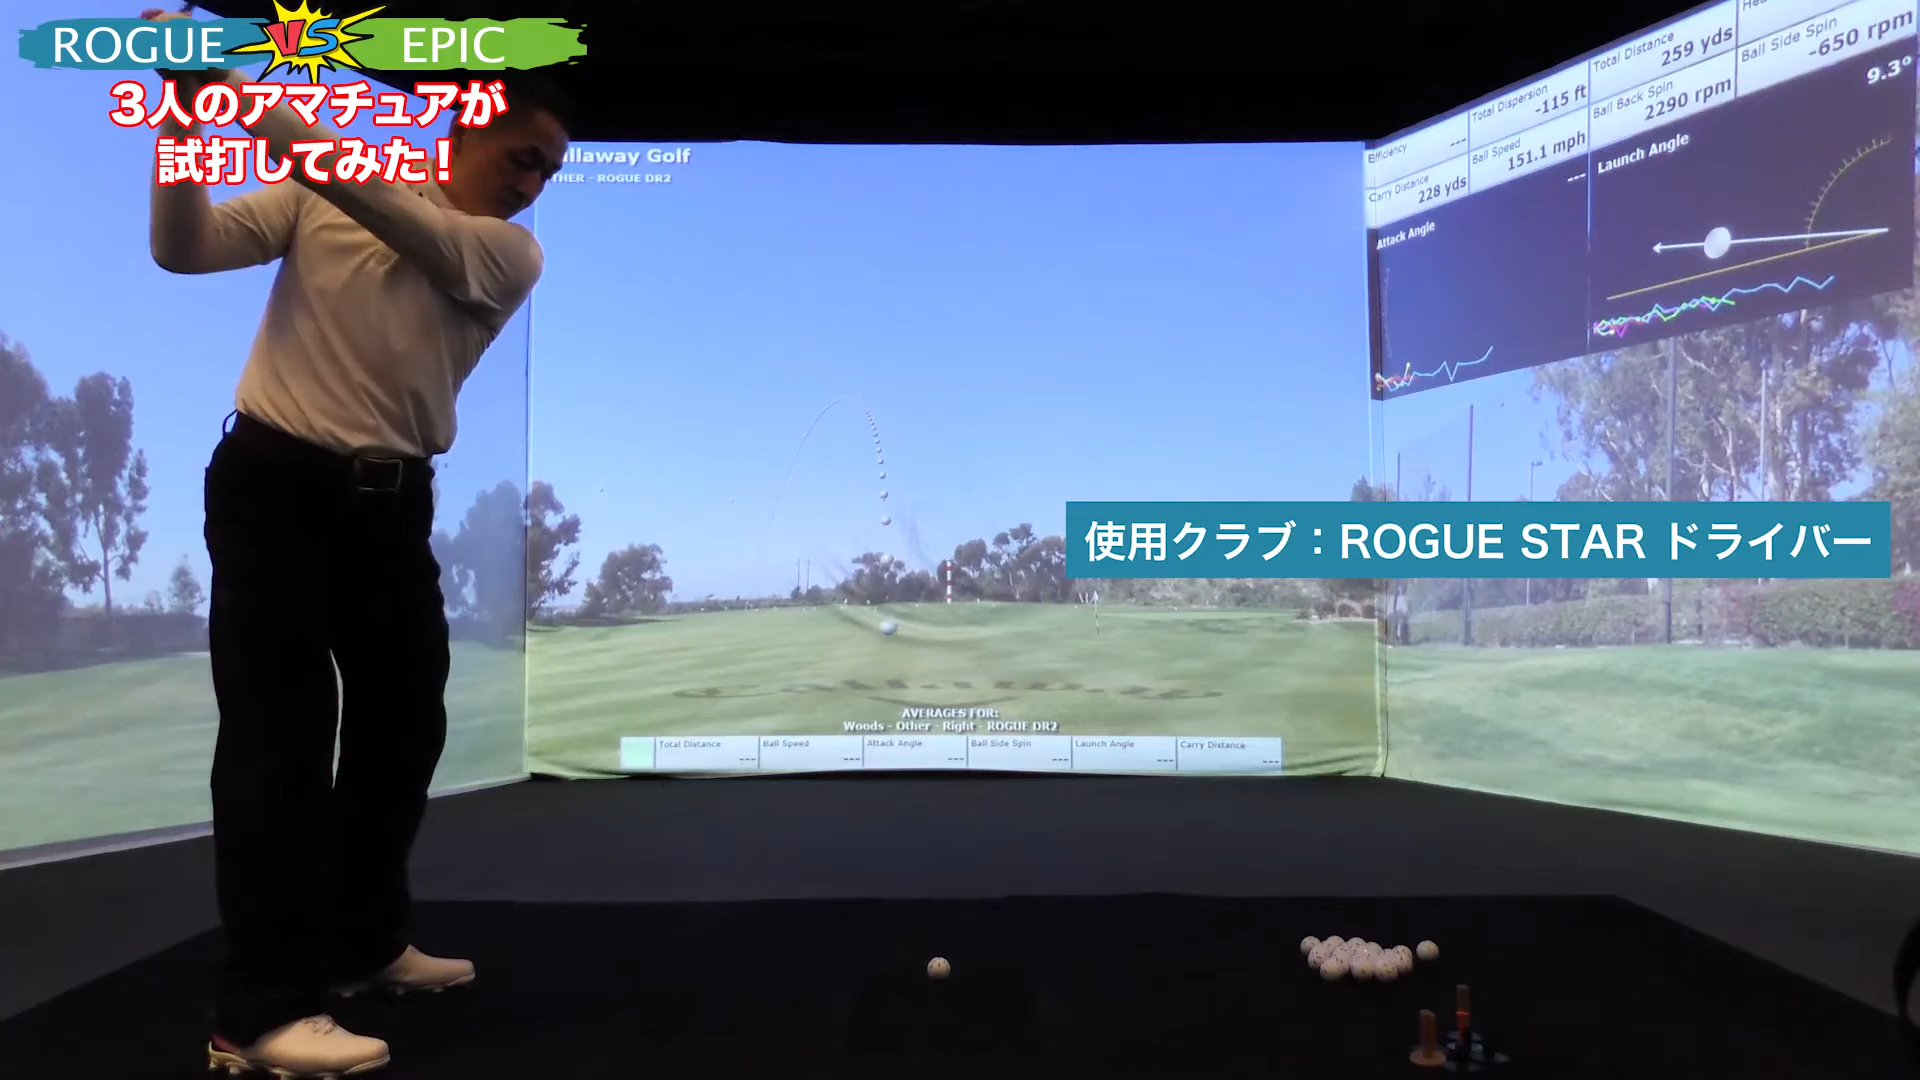 ROGUE VS EPIC
3人のアマチュアが
試打してみた!
allaway Golf
THER - ROGUE DR2
Total Distance
259 yds
Ball Side Spin
-650 rpm
Efficiency
---
Total Dispersion
-115 ft
Ball Back Spin
2290 rpm
Carry Distance
228 yds
Ball Speed
151.1 mph
Attack Angle
---
Launch Angle
9.3°
使用クラブ：ROGUE STAR ドライバー
Callaway
AVERAGES FOR:
Woods - Other - Right - ROGUE DR2
Total Distance --- Ball Speed --- Attack Angle --- Ball Side Spin --- Launch Angle --- Carry Distance ---